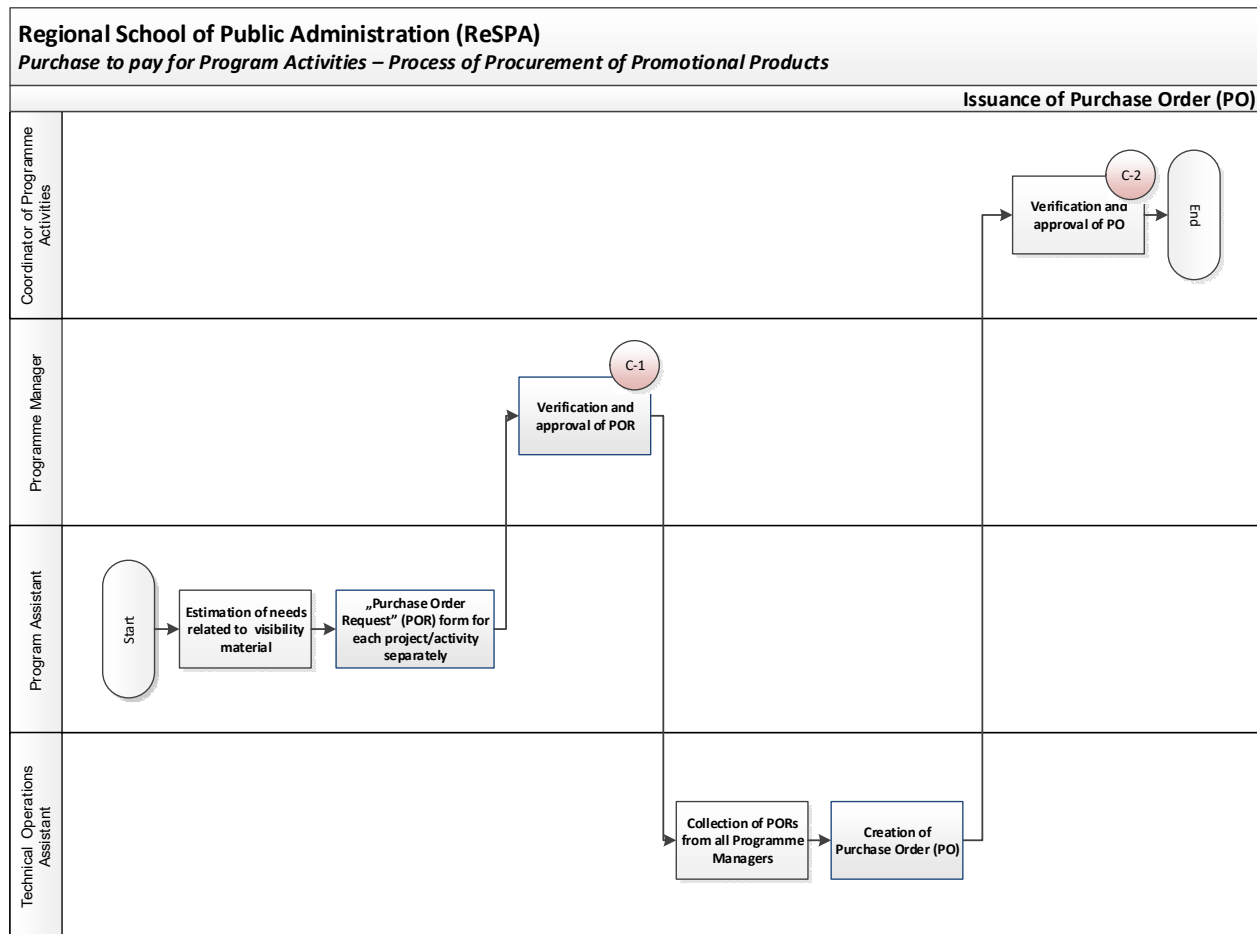 Regional School of Public Administration (ReSPA)
Purchase to pay for Program Activities – Process of Procurement of Promotional Products
Issuance of Purchase Order (PO)
Coordinator of Programme
Activities
C-2
Verification and
approval of PO
End
Programme Manager
C-1
Verification and
approval of POR
Program Assistant
Start
Estimation of needs
related to visibility
material
„Purchase Order
Request” (POR) form for
each project/activity
separately
Technical Operations
Assistant
Collection of PORs
from all Programme
Managers
Creation of
Purchase Order (PO)